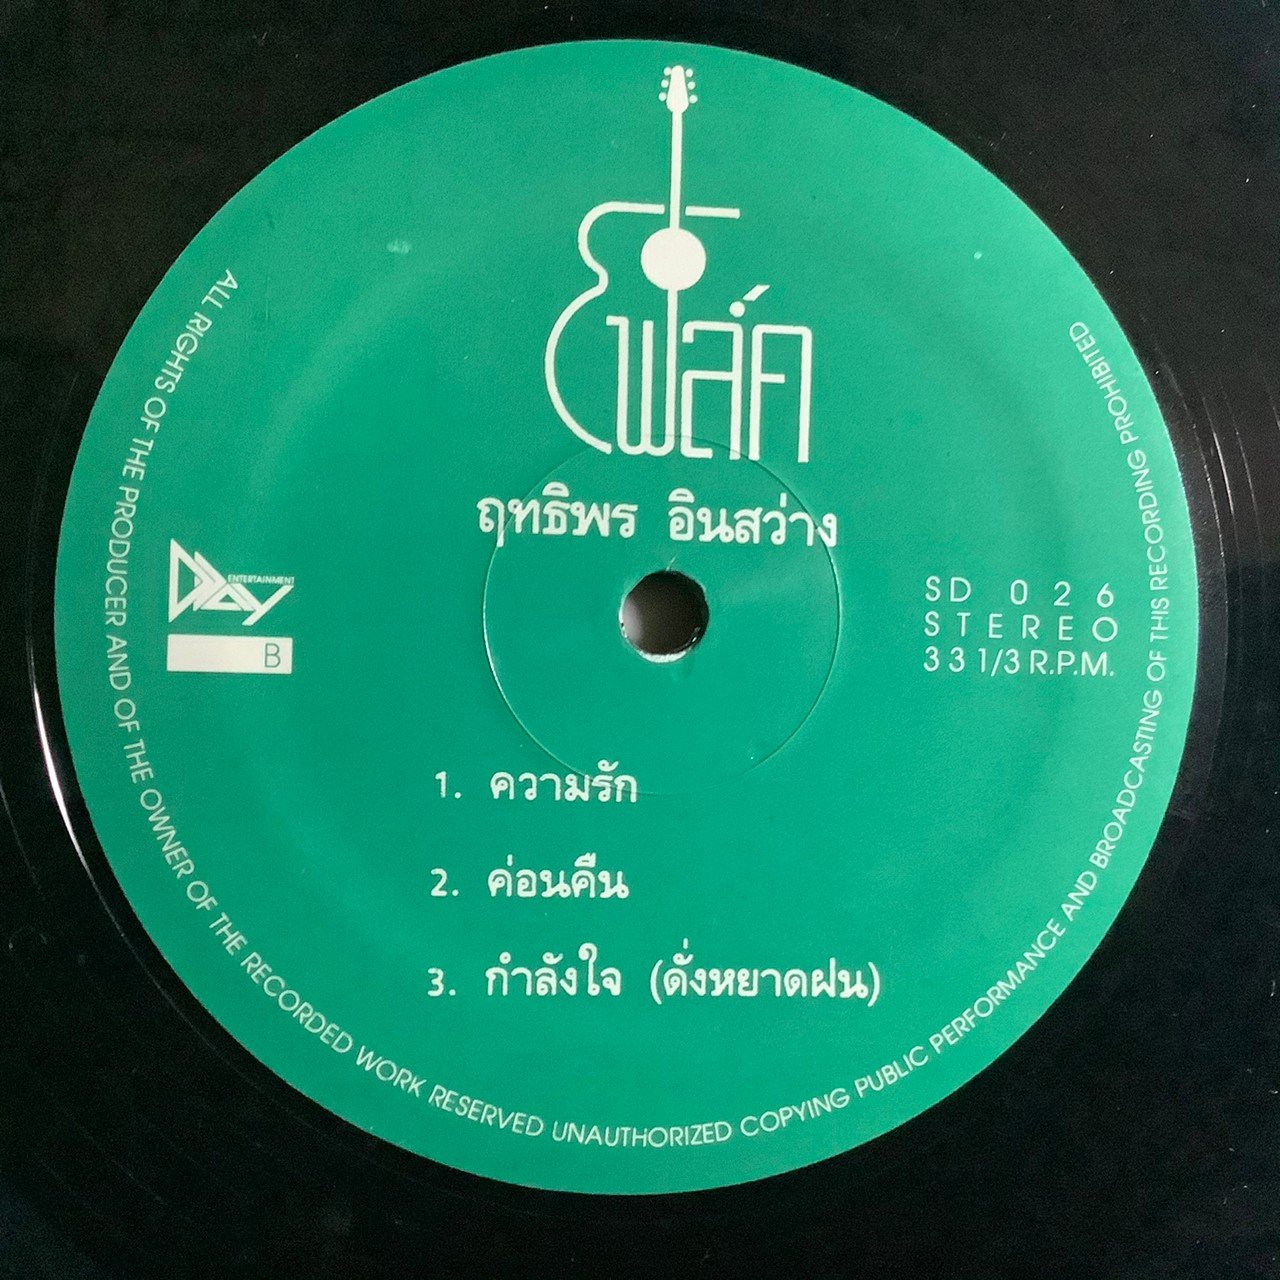 โฟล์ค
ฤทธิพร อินสว่าง
DAY ENTERTAINMENT
B
SD 026
STEREO
33 1/3 R.P.M.
1. ความรัก
2. ค่อนคืน
3. กำลังใจ (ดั่งหยาดฝน)
ALL RIGHTS OF THE PRODUCER AND OF THE OWNER OF THE RECORDED WORK RESERVED UNAUTHORIZED COPYING PUBLIC PERFORMANCE AND BROADCASTING OF THIS RECORDING PROHIBITED